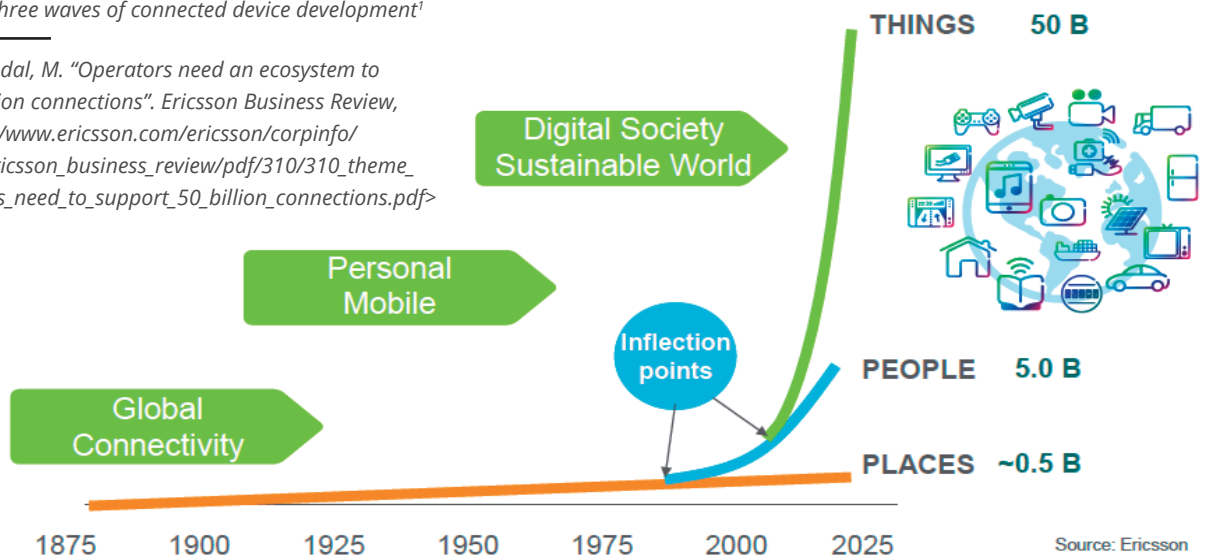 hree waves of connected device development¹
dal, M. “Operators need an ecosystem to
ion connections”. Ericsson Business Review,
/www.ericsson.com/ericsson/corpinfo/
ricsson_business_review/pdf/310/310_theme_
s_need_to_support_50_billion_connections.pdf>
THINGS 50 B
Digital Society
Sustainable World
Personal
Mobile
Inflection
points
PEOPLE 5.0 B
Global
Connectivity
PLACES ~0.5 B
1875 1900 1925 1950 1975 2000 2025
Source: Ericsson